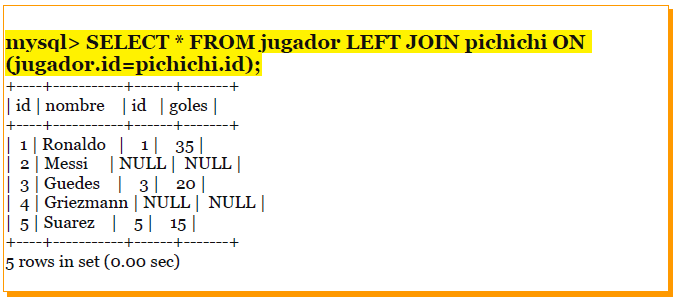 mysql> SELECT * FROM jugador LEFT JOIN pichichi ON
(jugador.id=pichichi.id);
+----+-----------+------+-------+
| id | nombre    | id   | goles |
+----+-----------+------+-------+
|  1 | Ronaldo   |    1 |    35 |
|  2 | Messi     | NULL |  NULL |
|  3 | Guedes    |    3 |    20 |
|  4 | Griezmann | NULL |  NULL |
|  5 | Suarez    |    5 |    15 |
+----+-----------+------+-------+
5 rows in set (0.00 sec)